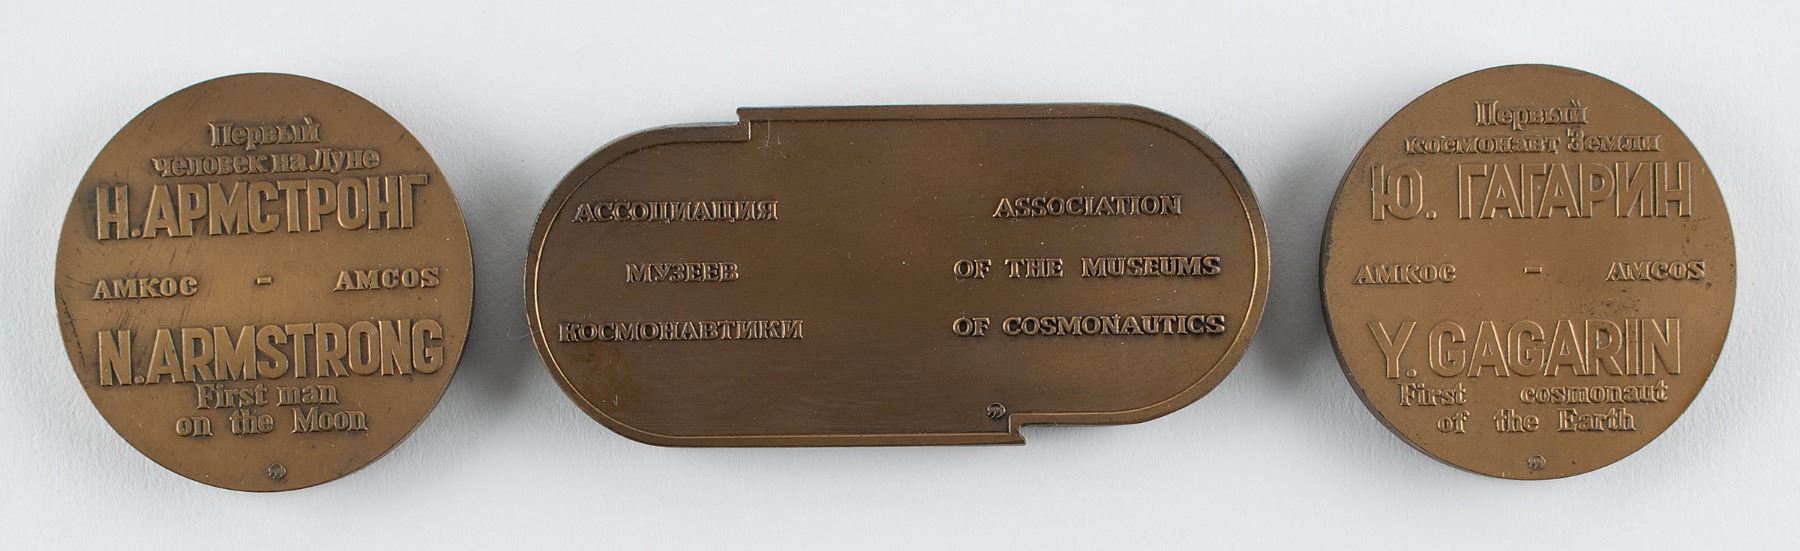 Первый
человек на Луне
Н.АРМСТРОНГ
АМКОС - AMCOS
N.ARMSTRONG
First man
on the Moon
АССОЦИАЦИЯ
МУЗЕЕВ
КОСМОНАВТИКИ
ASSOCIATION
OF THE MUSEUMS
OF COSMONAUTICS
Первый
космонавт Земли
Ю. ГАГАРИН
АМКОС - AMCOS
Y. GAGARIN
First cosmonaut
of the Earth